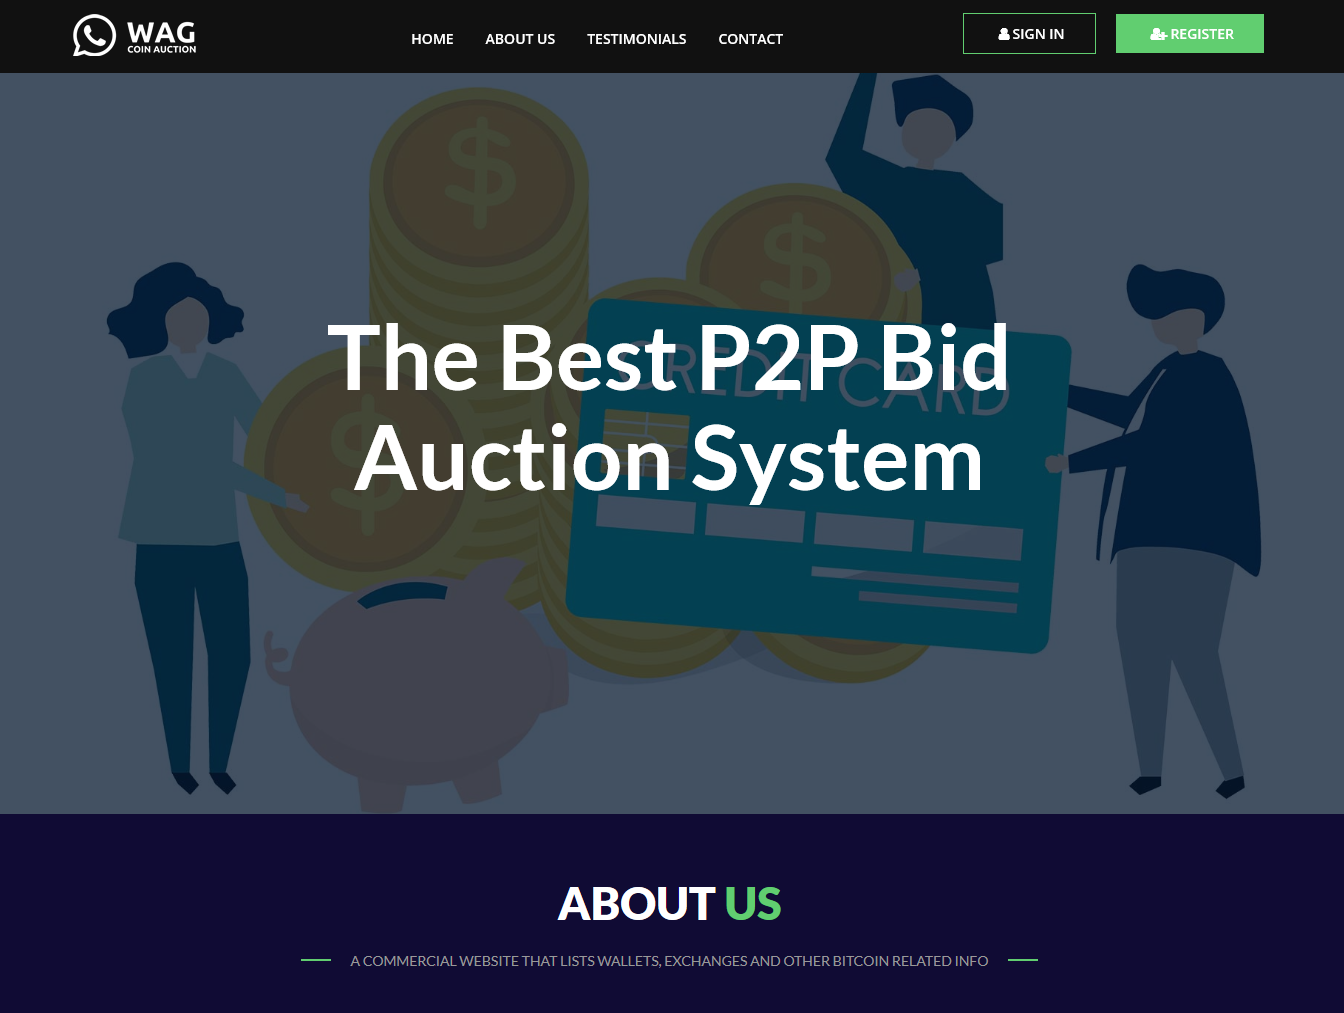 WAG
COIN AUCTION
HOME
ABOUT US
TESTIMONIALS
CONTACT
SIGN IN
REGISTER
CREDIT CARD
The Best P2P Bid
Auction System
ABOUT US
A COMMERCIAL WEBSITE THAT LISTS WALLETS, EXCHANGES AND OTHER BITCOIN RELATED INFO